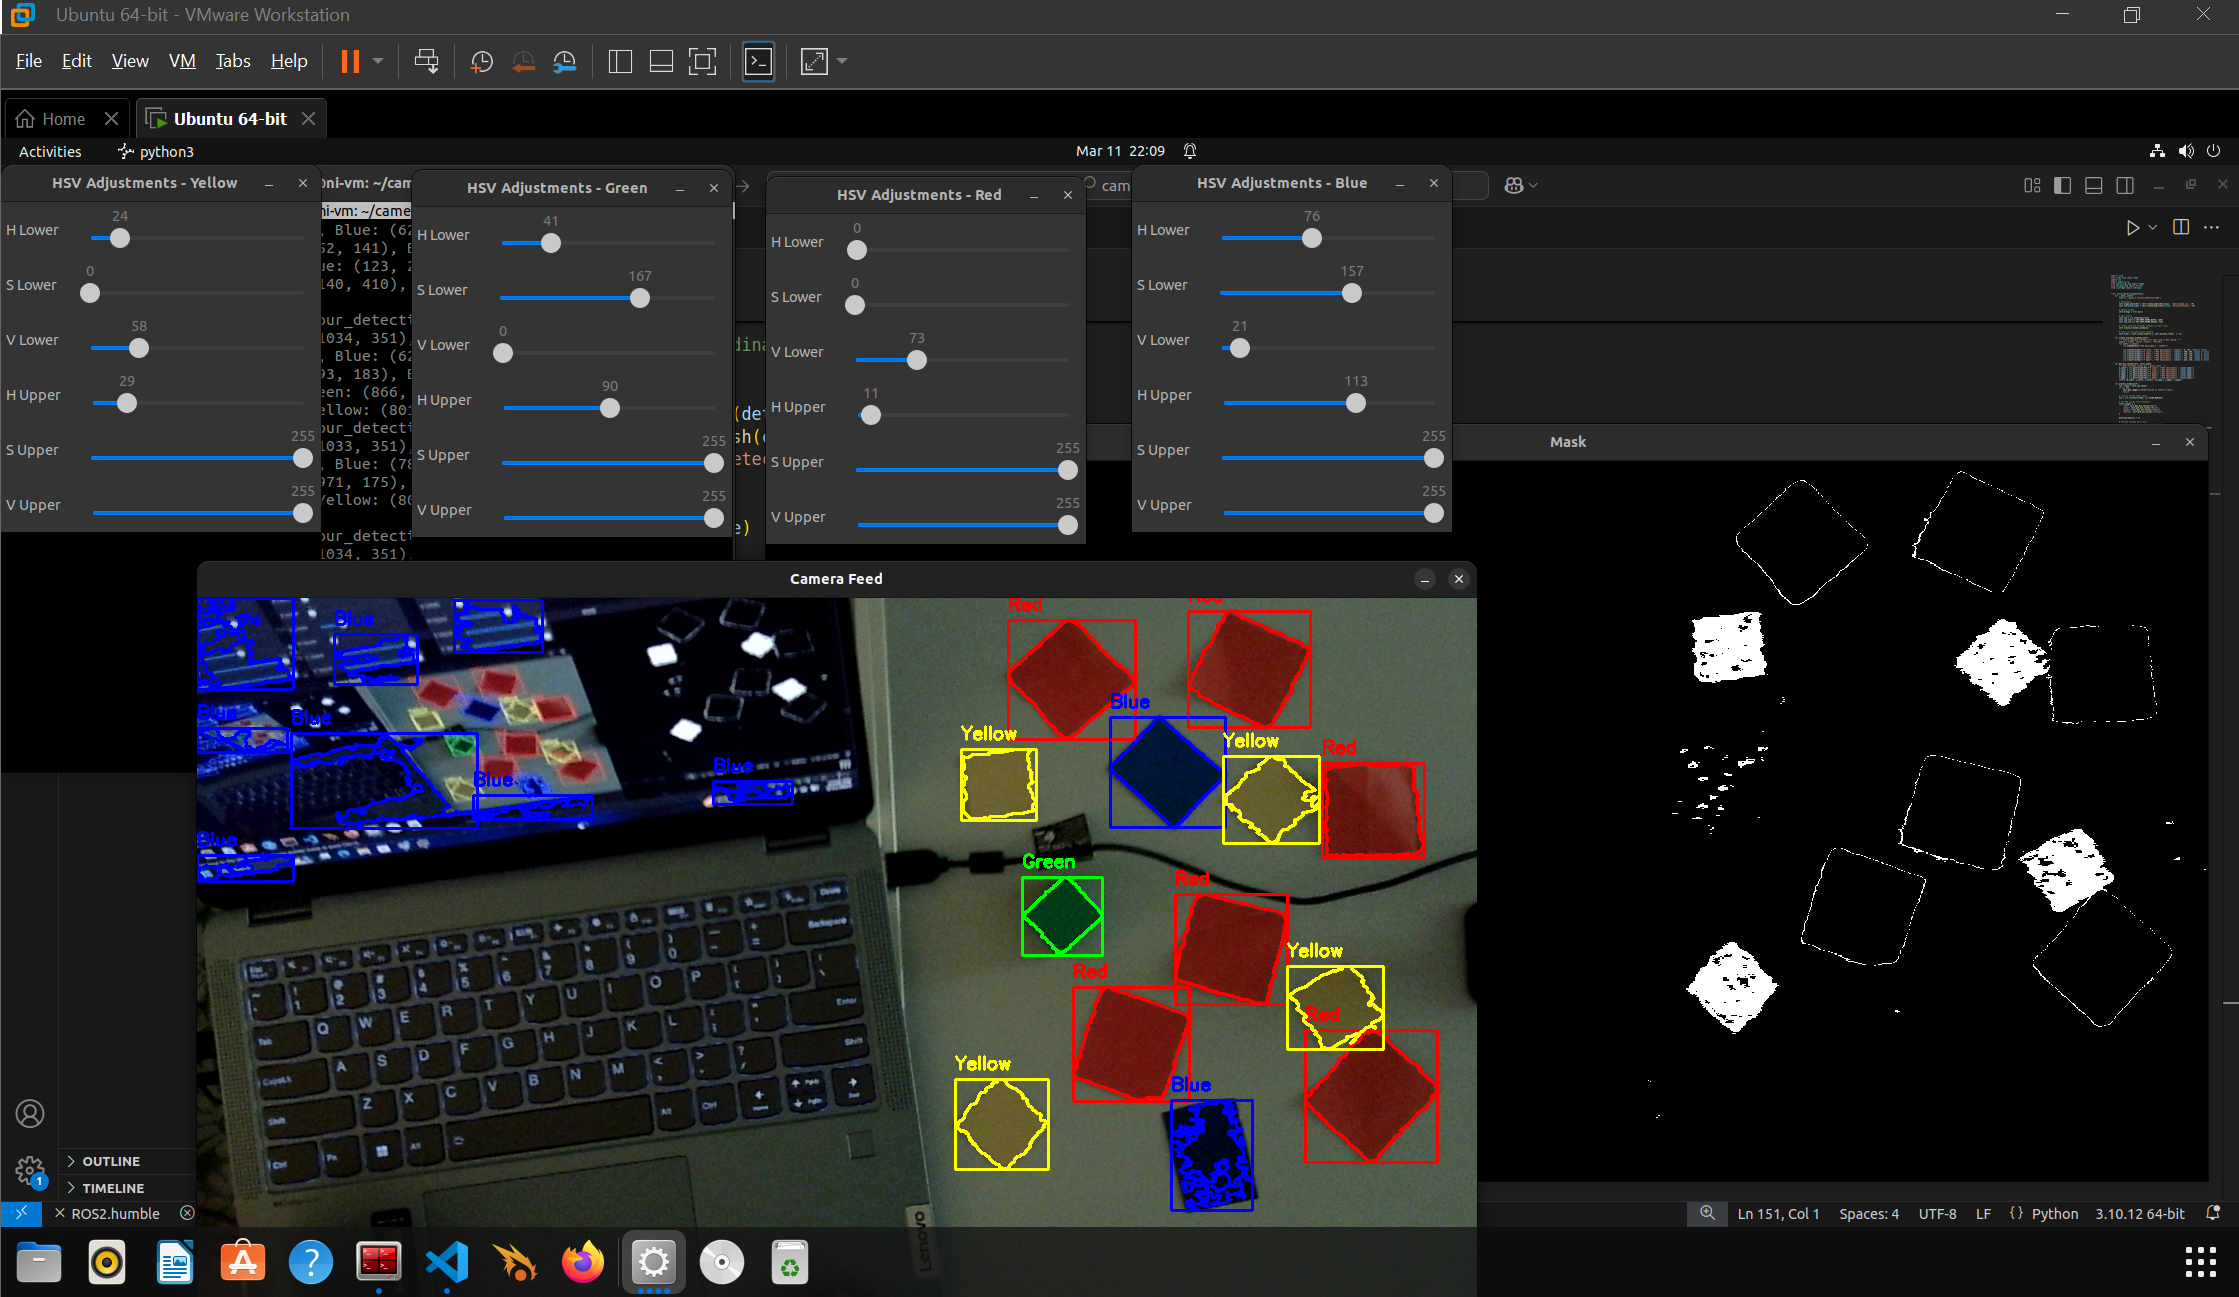 Ubuntu 64-bit - VMware Workstation
File Edit View VM Tabs Help
Home
Ubuntu 64-bit
Activities
python3
Mar 11 22:09
HSV Adjustments - Yellow
H Lower 24
S Lower 0
V Lower 58
H Upper 29
S Upper 255
V Upper 255
0ni-vm: ~/cam
ni-vm: ~/came
, Blue: (62
52, 141), B
ue: (123, 2
140, 410),
our_detecti
1034, 351),
, Blue: (62
93, 183), B
een: (866,
ellow: (801
our_detecti
1033, 351),
, Blue: (78
971, 175),
Yellow: (80
our_detecti
1034, 351),
HSV Adjustments - Green
H Lower 41
S Lower 167
V Lower 0
H Upper 90
S Upper 255
V Upper 255
dina
(det
sh(c
etec
e)
HSV Adjustments - Red
H Lower 0
S Lower 0
V Lower 73
H Upper 11
S Upper 255
V Upper 255
cam
HSV Adjustments - Blue
H Lower 76
S Lower 157
V Lower 21
H Upper 113
S Upper 255
V Upper 255
Mask
Camera Feed
Blue
Blue
Blue
Blue
Blue
Blue
Red
Red
Blue
Yellow
Yellow
Red
Green
Red
Yellow
Red
Red
Yellow
Blue
Lenovo
OUTLINE
TIMELINE
1
ROS2.humble
Ln 151, Col 1
Spaces: 4
UTF-8
LF
Python
3.10.12 64-bit